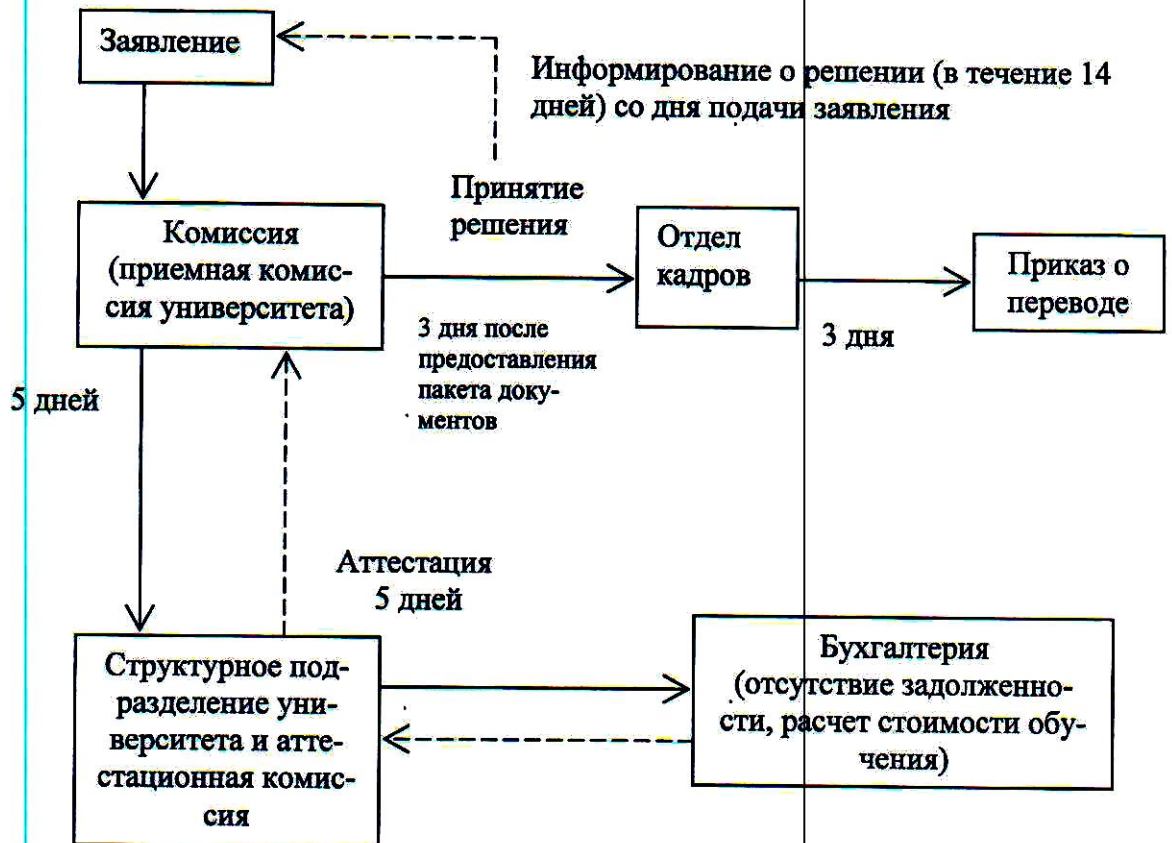 Заявление
Информирование о решении (в течение 14
дней) со дня подачи заявления
Принятие
решения
Комиссия
(приемная комис-
сия университета)
Отдел
кадров
Приказ о
переводе
3 дня после
предоставления
пакета доку-
ментов
3 дня
5 дней
Аттестация
5 дней
Структурное под-
разделение уни-
верситета и атте-
стационная комис-
сия
Бухгалтерия
(отсутствие задолженно-
сти, расчет стоимости обу-
чения)